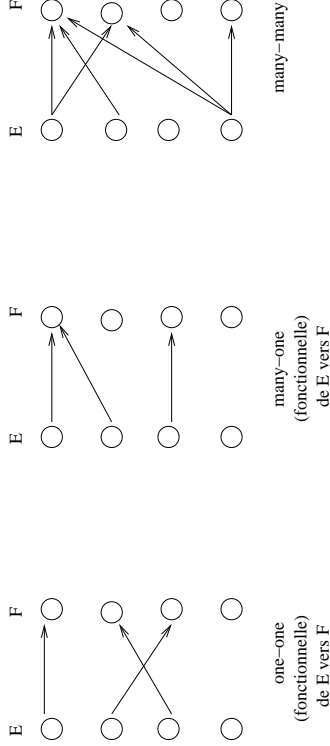 E F
one−one
(fonctionnelle)
de E vers F
E F
many−one
(fonctionnelle)
de E vers F
E F
many−many